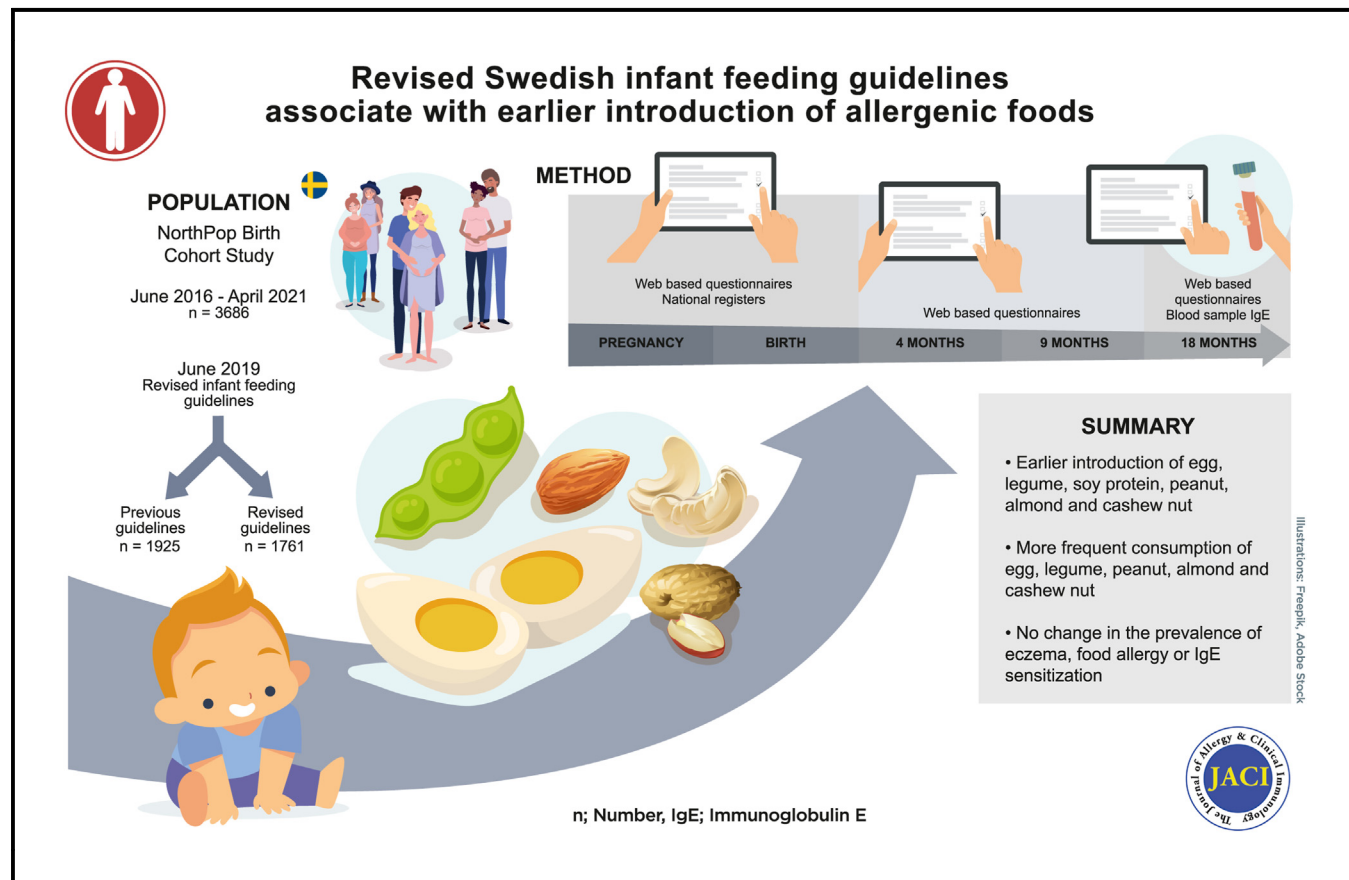 Revised Swedish infant feeding guidelines
associate with earlier introduction of allergenic foods
POPULATION
NorthPop Birth
Cohort Study
June 2016 - April 2021
n = 3686
June 2019
Revised infant feeding
guidelines
Previous
guidelines
n = 1925
Revised
guidelines
n = 1761
METHOD
Web based questionnaires
National registers
Web based questionnaires
Web based
questionnaires
Blood sample IgE
PREGNANCY
BIRTH
4 MONTHS
9 MONTHS
18 MONTHS
SUMMARY
• Earlier introduction of egg,
legume, soy protein, peanut,
almond and cashew nut
• More frequent consumption of
egg, legume, peanut, almond and
cashew nut
• No change in the prevalence of
eczema, food allergy or IgE
sensitization
Illustrations: Freepik, Adobe Stock
The Journal of Allergy & Clinical Immunology
JACI
n; Number, IgE; Immunoglobulin E